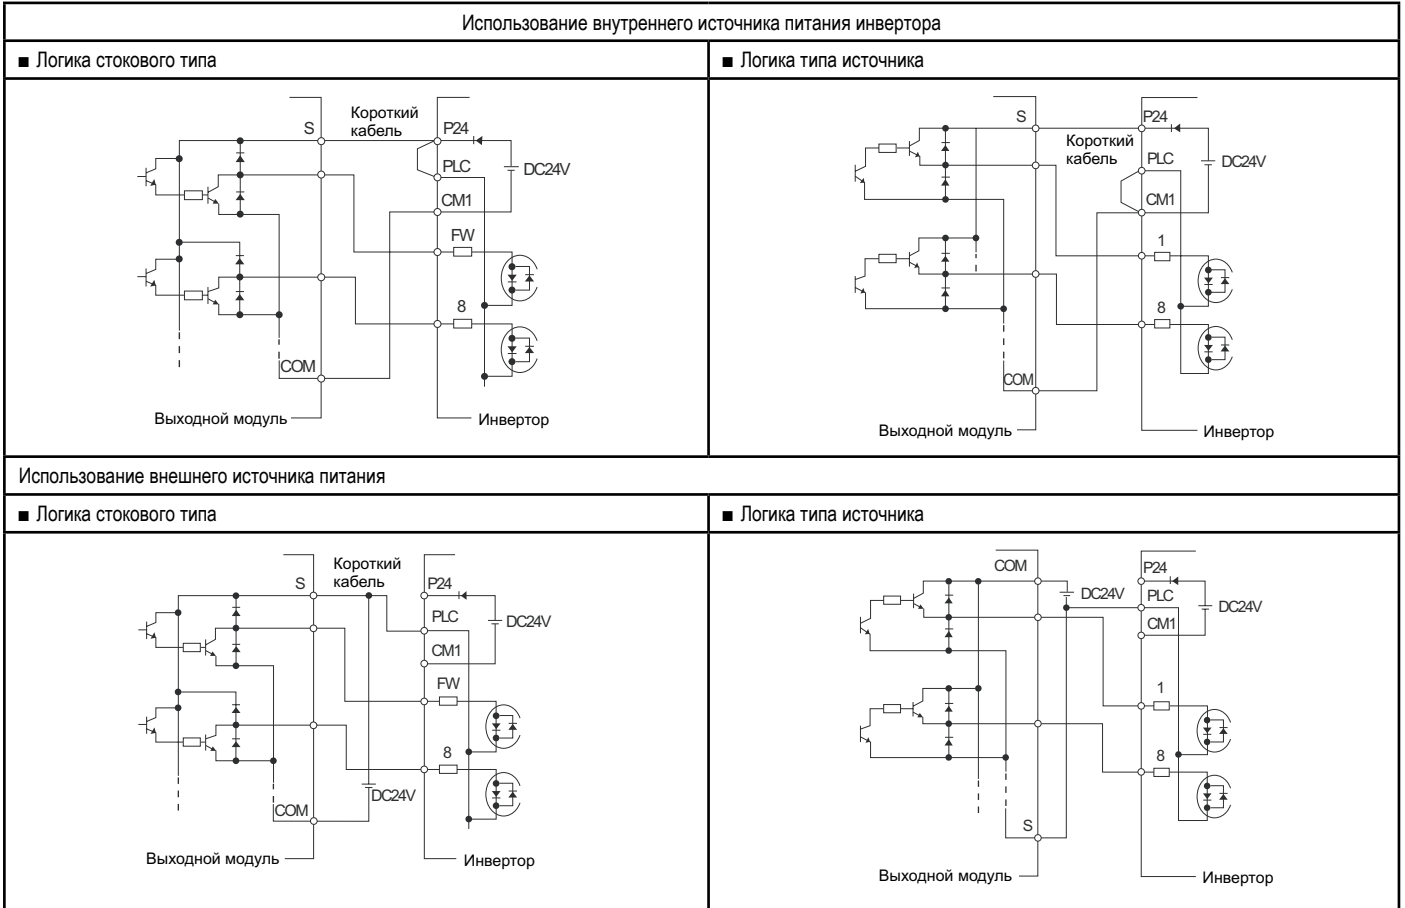 Использование внутреннего источника питания инвертора
■ Логика стокового типа
■ Логика типа источника
S
Короткий
кабель
P24
PLC
DC24V
CM1
FW
8
COM
Выходной модуль
Инвертор
S
P24
Короткий
кабель
PLC
DC24V
CM1
1
8
COM
Выходной модуль
Инвертор
Использование внешнего источника питания
■ Логика стокового типа
■ Логика типа источника
Короткий
кабель
S
P24
PLC
DC24V
CM1
FW
8
DC24V
COM
Выходной модуль
Инвертор
COM
P24
DC24V
PLC
DC24V
CM1
1
8
S
Выходной модуль
Инвертор